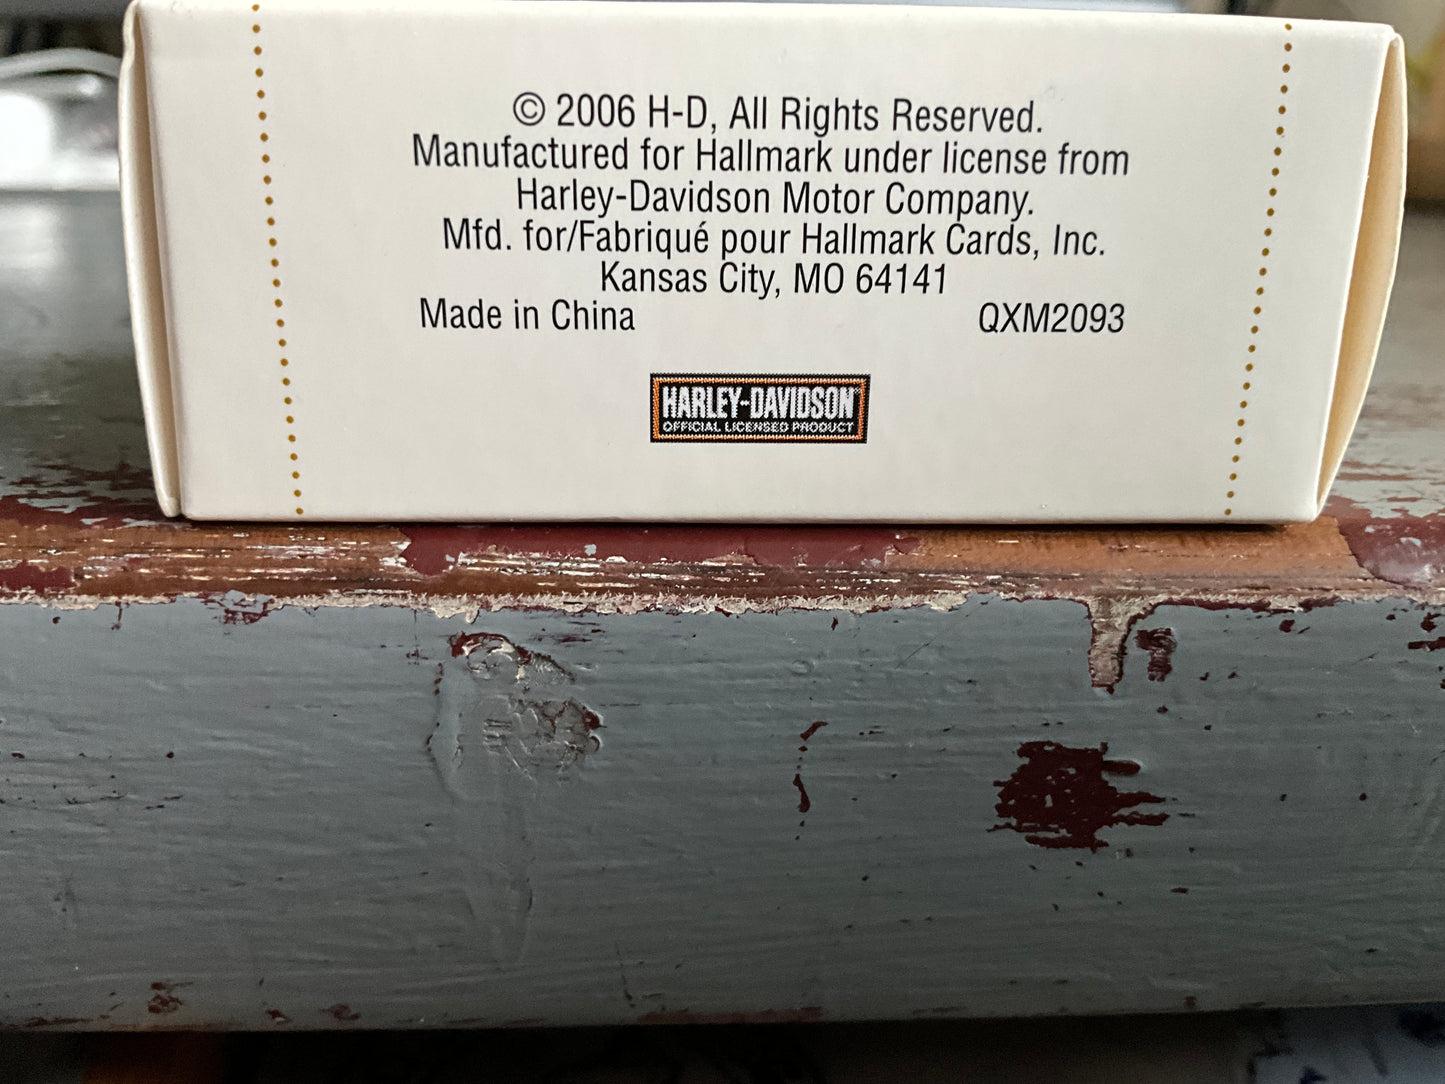 © 2006 H-D, All Rights Reserved.
Manufactured for Hallmark under license from
Harley-Davidson Motor Company.
Mfd. for/Fabriqué pour Hallmark Cards, Inc.
Kansas City, MO 64141
Made in China QXM2093
HARLEY-DAVIDSON
OFFICIAL LICENSED PRODUCT